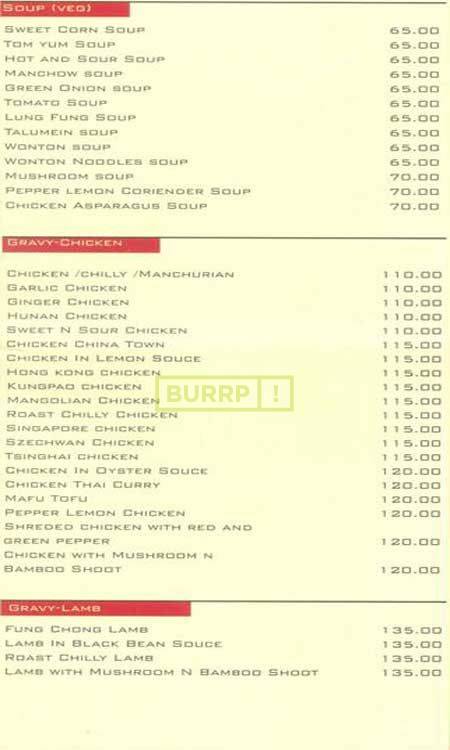 Soup (veg)
Sweet Corn Soup 65.00
Tom yum Soup 65.00
Hot and Sour Soup 65.00
Manchow soup 65.00
Green Onion soup 65.00
Tomato Soup 65.00
Lung Fung Soup 65.00
Talumein soup 65.00
Wonton soup 65.00
Wonton Noodles soup 65.00
Mushroom soup 70.00
Pepper lemon Coriender Soup 70.00
Chicken Asparagus Soup 70.00
Gravy-Chicken
Chicken /chilly /Manchurian 110.00
Garlic Chicken 110.00
Ginger Chicken 110.00
Hunan Chicken 110.00
Sweet N Sour Chicken 110.00
Chicken China Town 115.00
Chicken In Lemon Souce 115.00
Hong kong chicken 115.00
Kungpao chicken 115.00
Mangolian Chicken 115.00
Roast Chilly Chicken 115.00
Singapore chicken 115.00
Szechwan Chicken 115.00
Tsinghai chicken 115.00
Chicken In Oyster Souce 120.00
Chicken Thai Curry 120.00
Mafu Tofu 120.00
Pepper Lemon Chicken 120.00
Shreded chicken with red and
green pepper 120.00
Chicken with Mushroom n
Bamboo Shoot 120.00
BURRP!
Gravy-Lamb
Fung Chong Lamb 135.00
Lamb In Black Bean Souce 135.00
Roast Chilly Lamb 135.00
Lamb with Mushroom N Bamboo Shoot 135.00